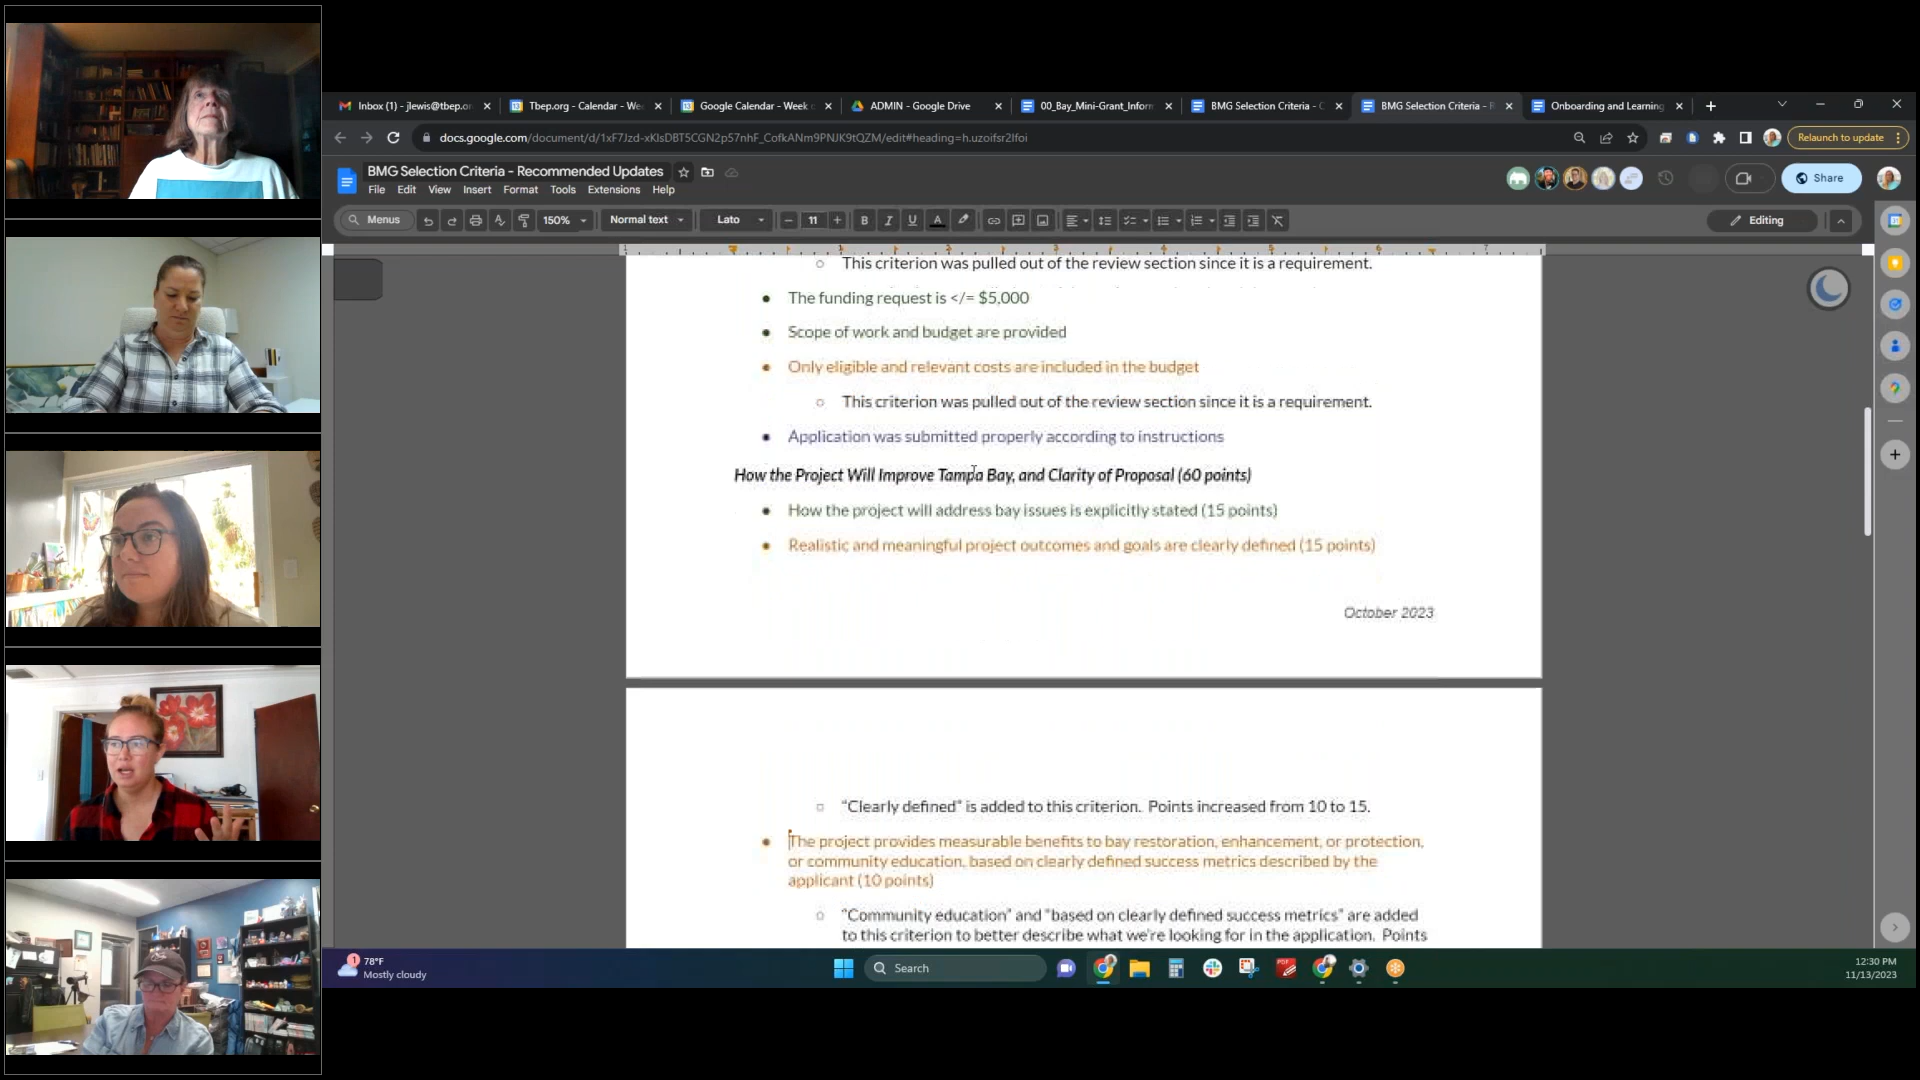 Inbox (1) - jlewis@tbep.or
Tbep.org - Calendar - We
Google Calendar - Week
ADMIN - Google Drive
00_Bay_Mini-Grant_Inform
BMG Selection Criteria - C
BMG Selection Criteria - R
Onboarding and Learning
docs.google.com/document/d/1xF7Jzd-xKlsDBT5CGN2p57nhF_CofkANm9PNJK9tQZM/edit#heading=h.uzoifsr2lfoi
Relaunch to update
BMG Selection Criteria - Recommended Updates
File Edit View Insert Format Tools Extensions Help
Share
Menus
150%
Normal text
Lato
11
Editing
1 1 2 3 4 5 6 7
○ This criterion was pulled out of the review section since it is a requirement.
● The funding request is </= $5,000
● Scope of work and budget are provided
● Only eligible and relevant costs are included in the budget
○ This criterion was pulled out of the review section since it is a requirement.
● Application was submitted properly according to instructions
How the Project Will Improve Tampa Bay, and Clarity of Proposal (60 points)
● How the project will address bay issues is explicitly stated (15 points)
● Realistic and meaningful project outcomes and goals are clearly defined (15 points)
October 2023
○ “Clearly defined” is added to this criterion. Points increased from 10 to 15.
● The project provides measurable benefits to bay restoration, enhancement, or protection,
or community education, based on clearly defined success metrics described by the
applicant (10 points)
○ “Community education” and “based on clearly defined success metrics” are added
to this criterion to better describe what we're looking for in the application. Points
1
78°F
Mostly cloudy
Search
12:30 PM
11/13/2023